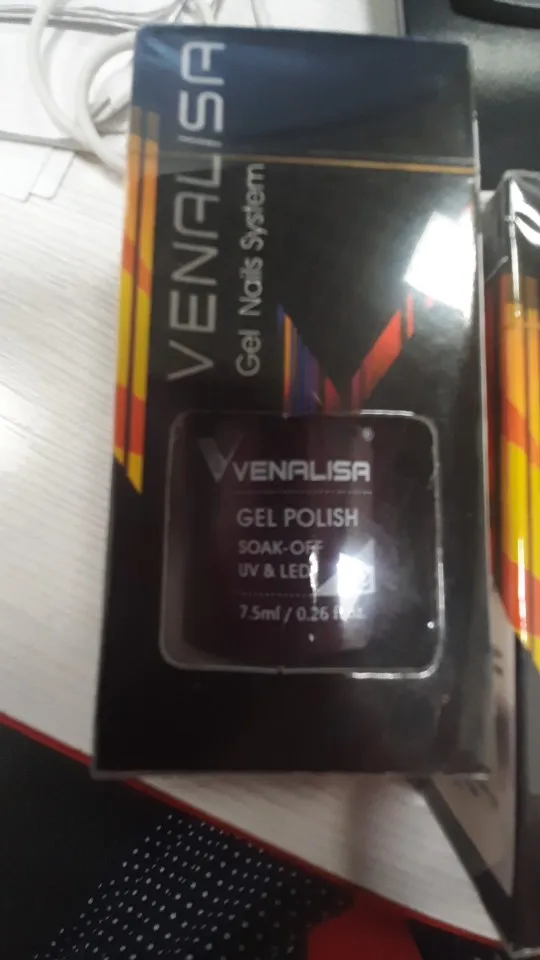 VENALISA
Gel Nails System
VENALISA
GEL POLISH
SOAK-OFF
UV & LED
7.5ml / 0.26